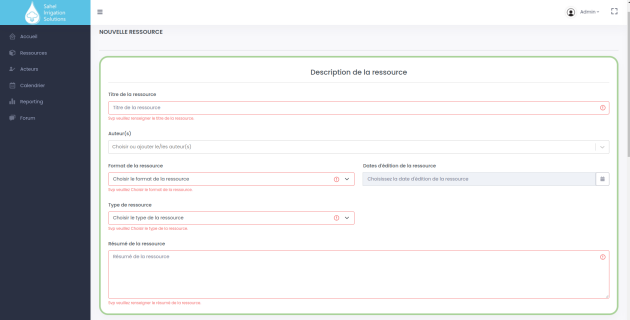 Sahel
Irrigation
Solutions
Admin
Accueil
Ressources
Acteurs
Calendrier
Reporting
Forum
NOUVELLE RESSOURCE
Description de la ressource
Titre de la ressource
Titre de la ressource
Svp veuillez renseigner le titre de la ressource.
Auteur(s)
Choisir ou ajouter le/les auteur(s)
Format de la ressource
Dates d'édition de la ressource
Choisir le format de la ressource
Choisissez la date d'édition de la ressource
Svp veuillez Choisir le format de la ressource.
Type de ressource
Choisir le type de la ressource
Svp veuillez Choisir le type de la ressource.
Résumé de la ressource
Résumé de la ressource
Svp veuillez renseigner le résumé de la ressource.